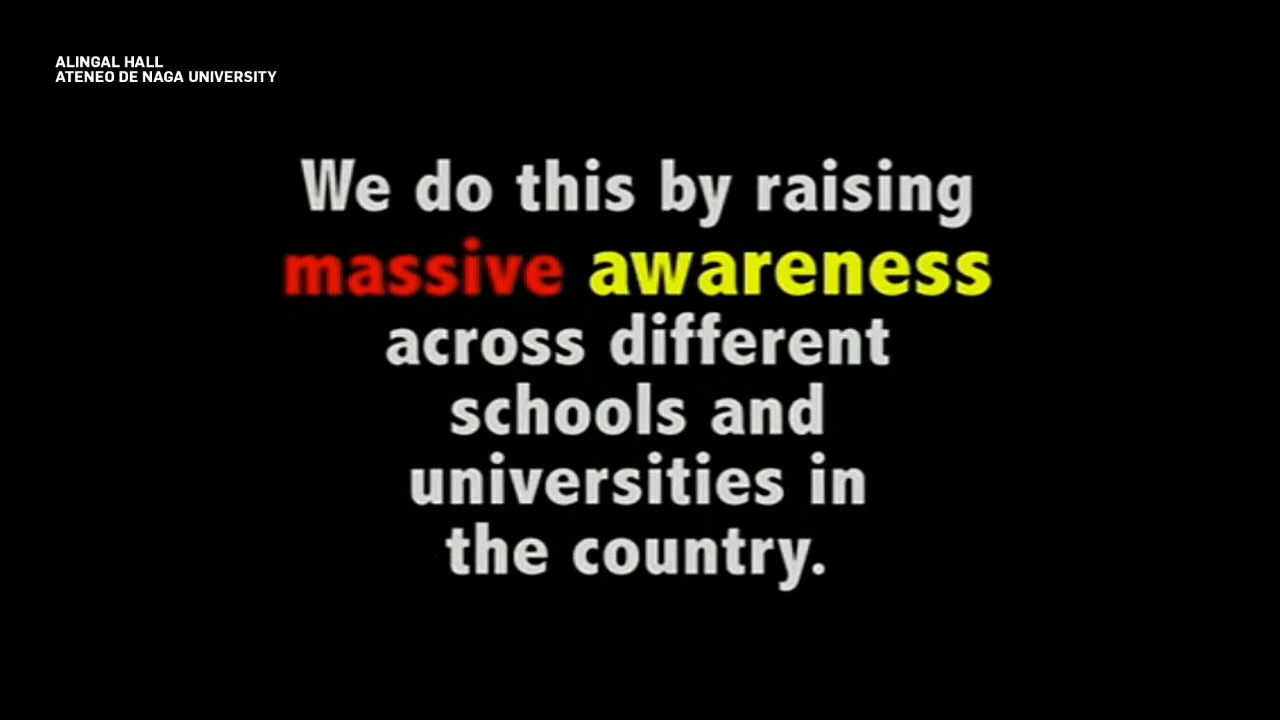 ALINGAL HALL
ATENEO DE NAGA UNIVERSITY
We do this by raising
massive awareness
across different
schools and
universities in
the country.